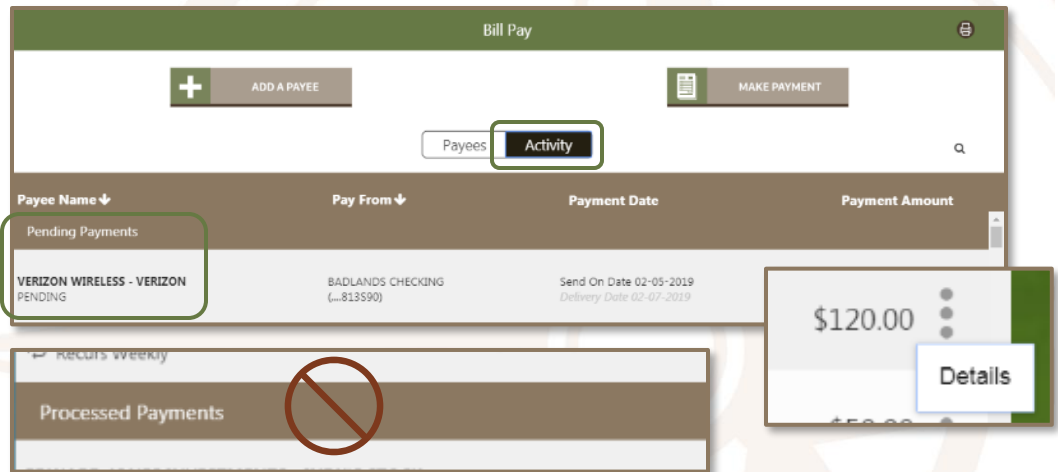 Bill Pay
ADD A PAYEE
MAKE PAYMENT
Payees
Activity
Payee Name
Pay From
Payment Date
Payment Amount
Pending Payments
VERIZON WIRELESS - VERIZON
BADLANDS CHECKING
Send On Date 02-05-2019
PENDING
(....813S90)
Delivery Date 02-07-2019
$120.00
Details
Recurs Weekly
Processed Payments